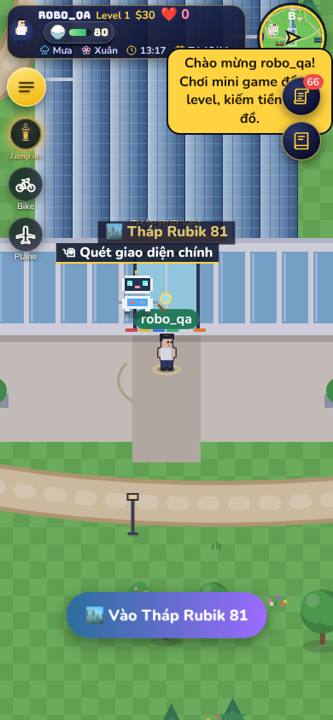 ROBO_QA Level 1 $30 ❤️ 0
80
Mưa Xuân 13:17
B
Chào mừng robo_qa!
Chơi mini game để
level, kiếm tiền
đồ.
66
Lamp on
Bike
Plane
🏙️ Tháp Rubik 81
Quét giao diện chính
robo_qa
🏙️ Vào Tháp Rubik 81